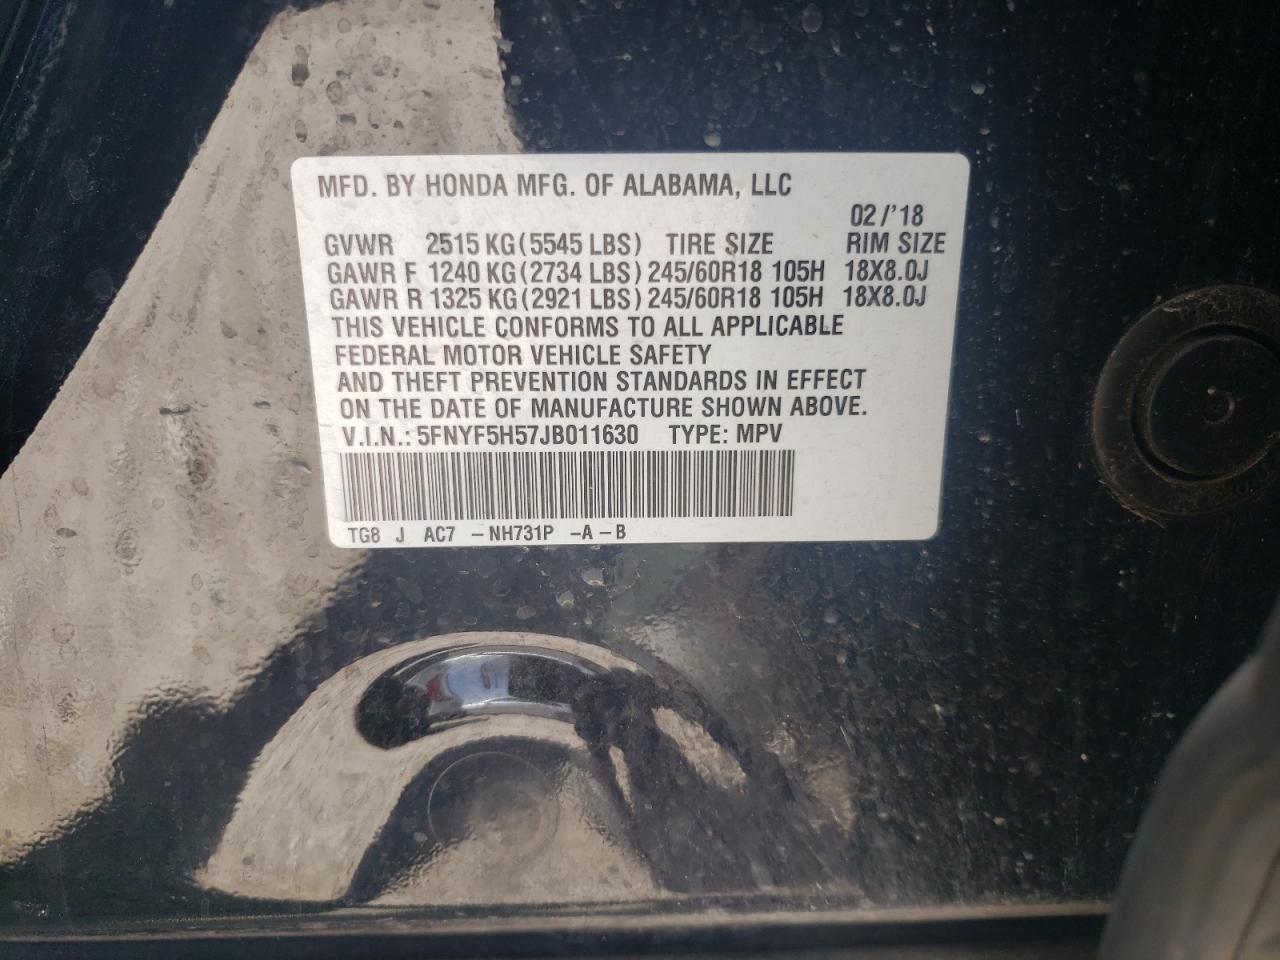 MFD. BY HONDA MFG. OF ALABAMA, LLC
02/'18
GVWR 2515 KG (5545 LBS) TIRE SIZE RIM SIZE
GAWR F 1240 KG (2734 LBS) 245/60R18 105H 18X8.0J
GAWR R 1325 KG (2921 LBS) 245/60R18 105H 18X8.0J
THIS VEHICLE CONFORMS TO ALL APPLICABLE
FEDERAL MOTOR VEHICLE SAFETY
AND THEFT PREVENTION STANDARDS IN EFFECT
ON THE DATE OF MANUFACTURE SHOWN ABOVE.
V.I.N.: 5FNYF5H57JB011630 TYPE: MPV
TG8 J AC7 -NH731P -A-B